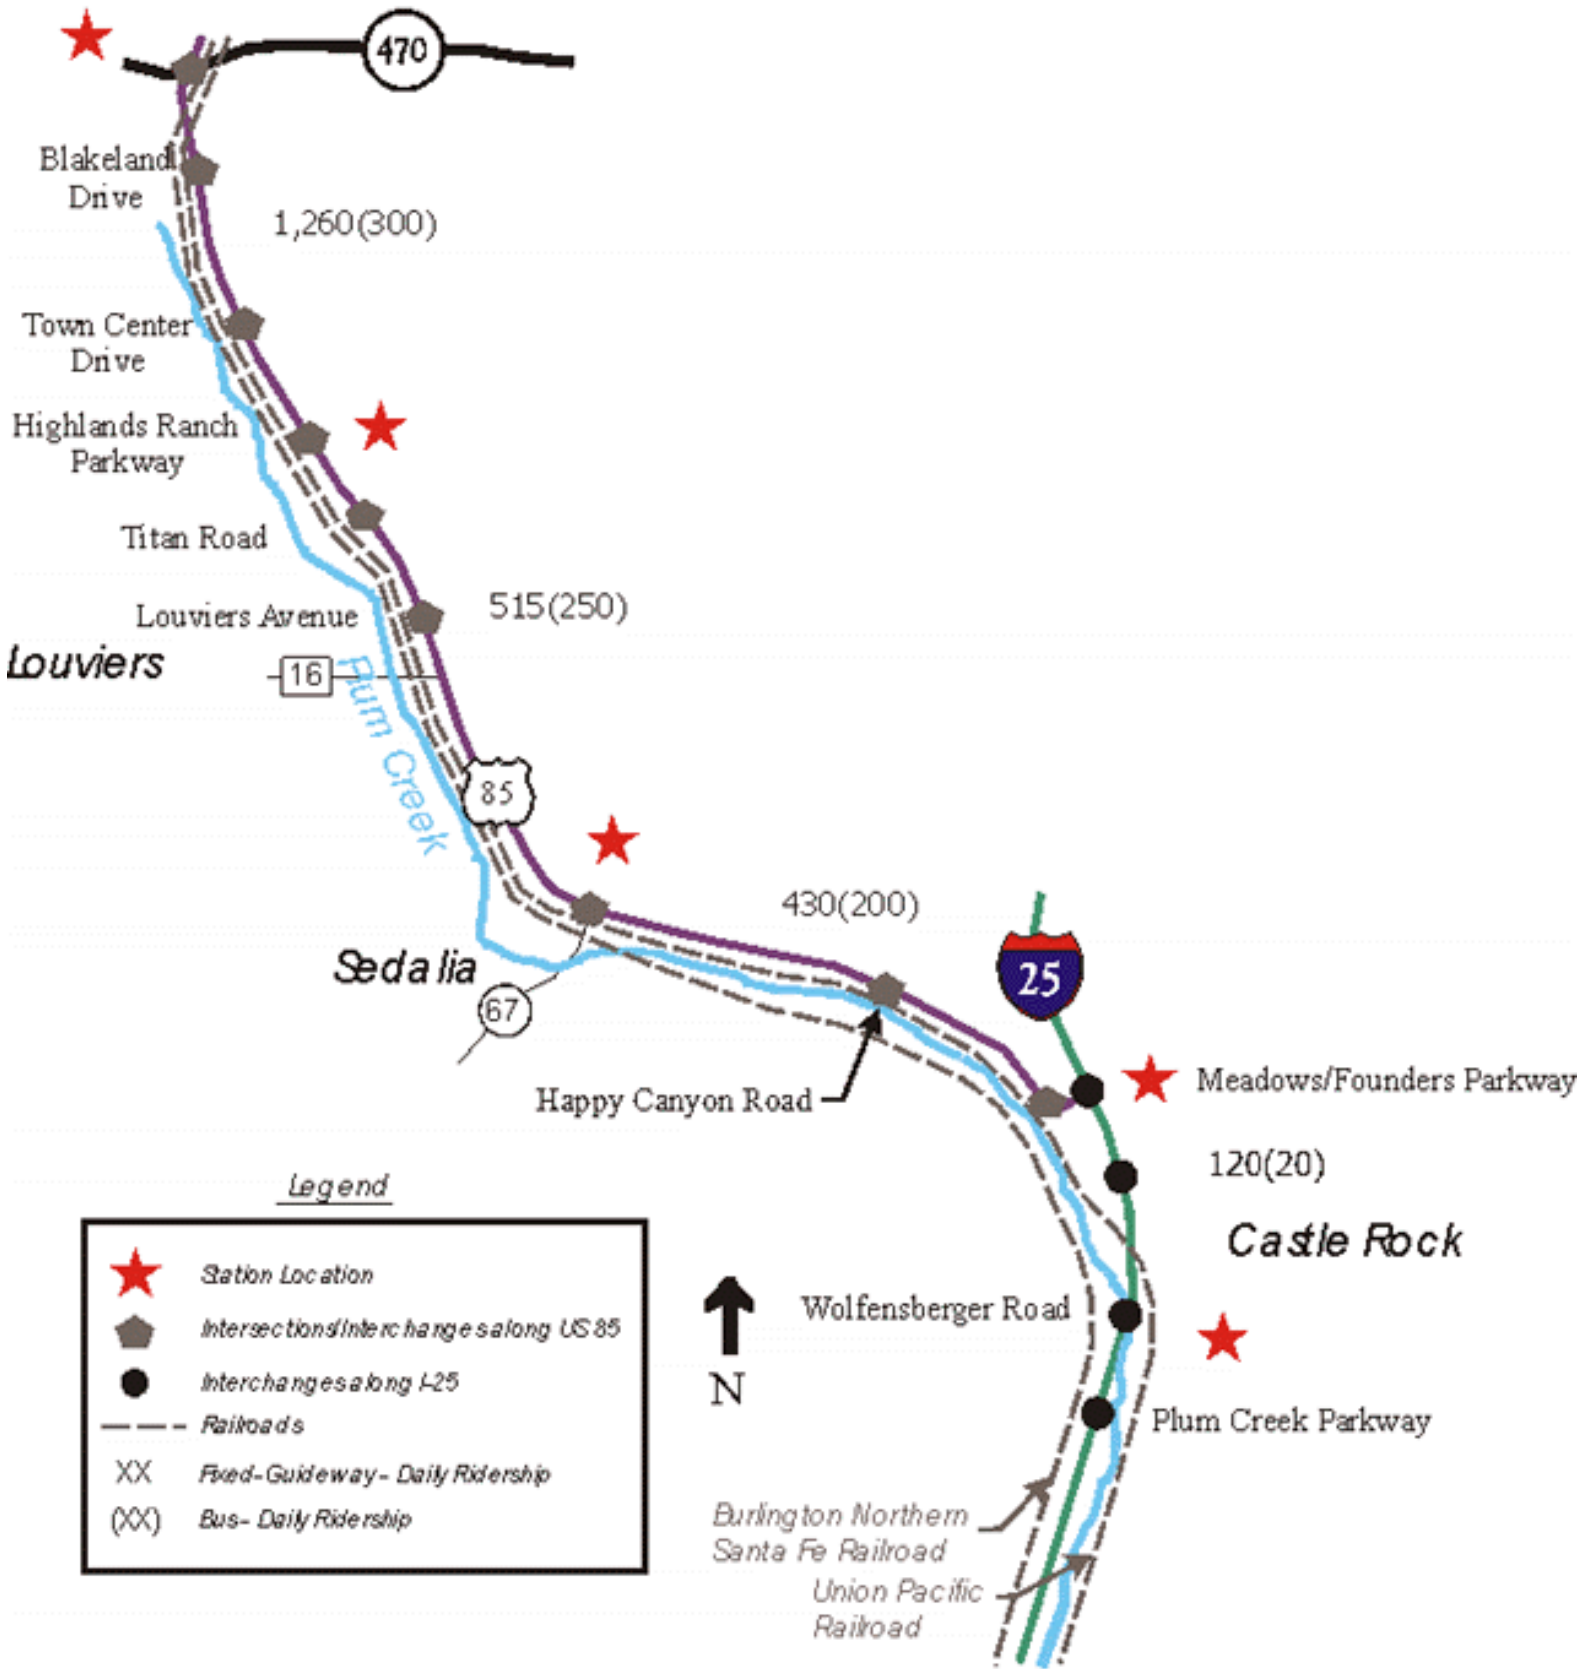 470
Blakeland
Drive
1,260(300)
Town Center
Drive
Highlands Ranch
Parkway
Titan Road
Louviers Avenue
515(250)
Louviers
16
Plum Creek
85
430(200)
25
Sedalia
67
Happy Canyon Road
Meadows/Founders Parkway
120(20)
Castle Rock
Legend
Station Location
Intersections/Interchanges along US 85
Interchanges along I-25
Railroads
XX Fixed-Guideway - Daily Ridership
(XX) Bus - Daily Ridership
N
Wolfensberger Road
Plum Creek Parkway
Burlington Northern
Santa Fe Railroad
Union Pacific
Railroad